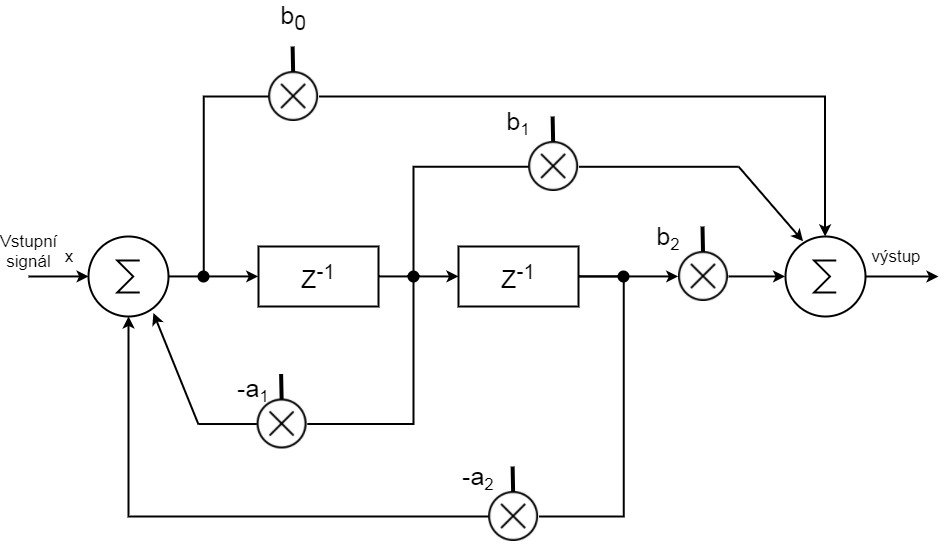 b0
b1
b2
Vstupní
signál x
Σ
Z-1
Z-1
Σ
výstup
-a1
-a2